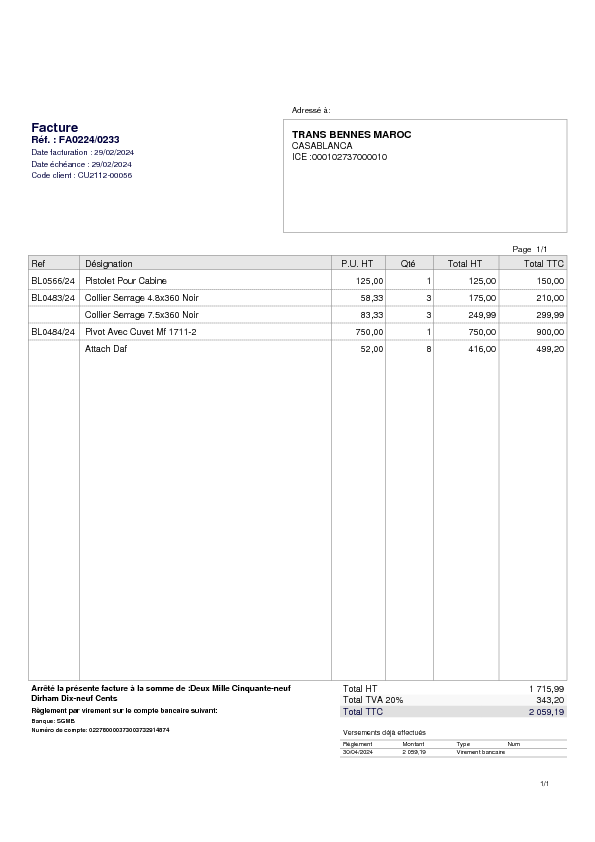 Adressé à:
Facture
Réf. : FA0224/0233
Date facturation : 29/02/2024
Date échéance : 29/02/2024
Code client : CU2112-00056
TRANS BENNES MAROC
CASABLANCA
ICE :000102737000010
Page 1/1
Ref Désignation P.U. HT Qté Total HT Total TTC
BL0566/24 Pistolet Pour Cabine 125,00 1 125,00 150,00
BL0483/24 Collier Serrage 4.8x360 Noir 58,33 3 175,00 210,00
Collier Serrage 7.5x360 Noir 83,33 3 249,99 299,99
BL0484/24 Pivot Avec Cuvet Mf 1711-2 750,00 1 750,00 900,00
Attach Daf 52,00 8 416,00 499,20
Arrêté la présente facture à la somme de :Deux Mille Cinquante-neuf
Dirham Dix-neuf Cents
Règlement par virement sur le compte bancaire suivant:
Banque: SGMB
Numéro de compte:
Total HT 1 715,99
Total TVA 20% 343,20
Total TTC 2 059,19
Versements déjà effectués
Règlement Montant Type Num
30/04/2024 2 059,19 Virement bancaire
1/1